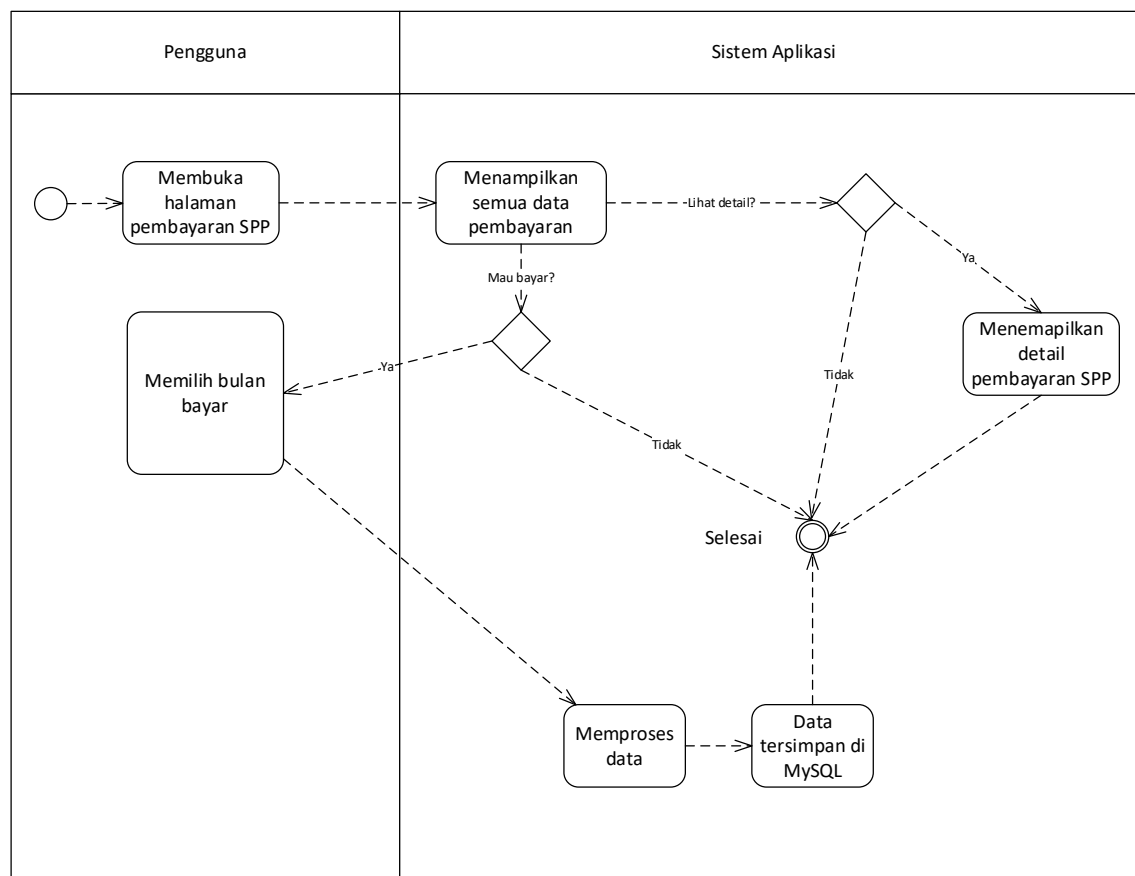 Pengguna
Sistem Aplikasi
Membuka
halaman
pembayaran SPP
Menampilkan
semua data
pembayaran
Lihat detail?
Ya
Mau bayar?
Menemapilkan
detail
pembayaran SPP
Memilih bulan
bayar
Ya
Tidak
Tidak
Selesai
Memproses
data
Data
tersimpan di
MySQL